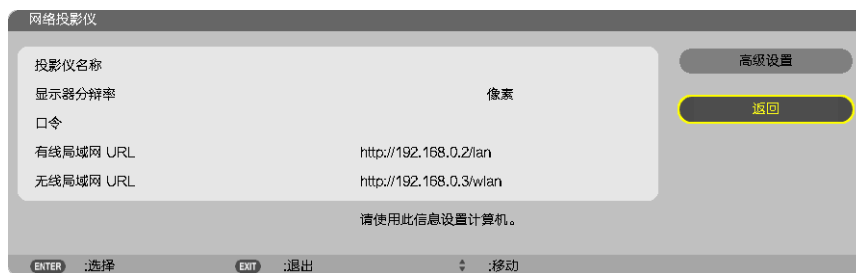 网络投影仪
投影仪名称
高级设置
显示器分辩率 像素
返回
口令
有线局域网 URL http://192.168.0.2/lan
无线局域网 URL http://192.168.0.3/wlan
请使用此信息设置计算机。
ENTER :选择 EXIT :退出 :移动